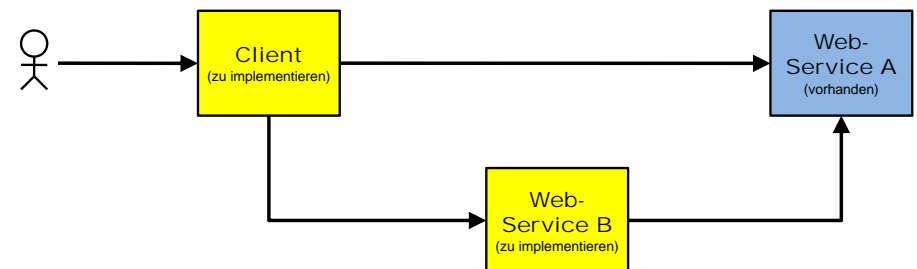 Client
(zu implementieren)
Web-
Service A
(vorhanden)
Web-
Service B
(zu implementieren)